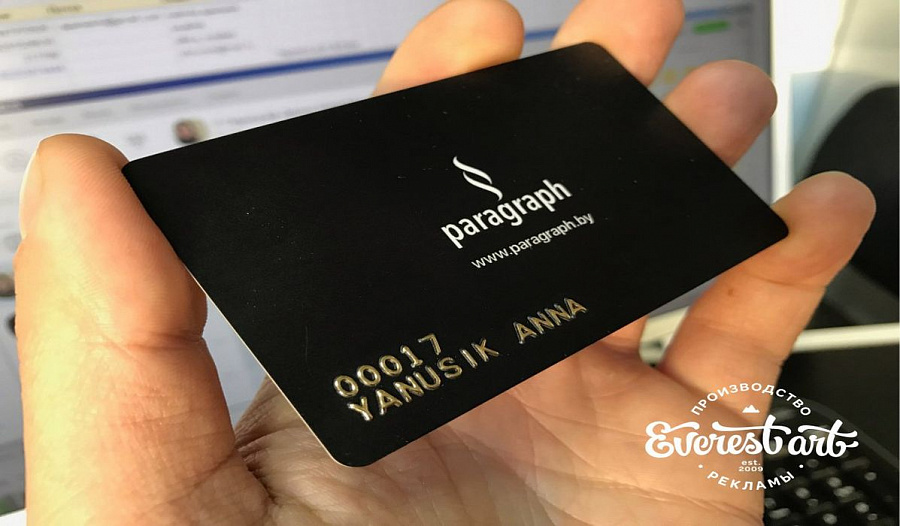 paragraph
www.paragraph.by
00017
YANUSIK ANNA
ПРОИЗВОДСТВО
Everest art
est.
2009
РЕКЛАМЫ